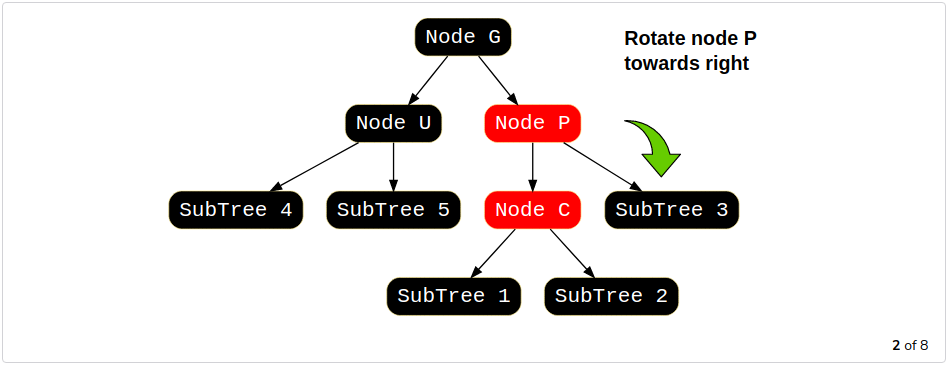 Node G
Rotate node P
towards right
Node U
Node P
SubTree 4
SubTree 5
Node C
SubTree 3
SubTree 1
SubTree 2
2 of 8